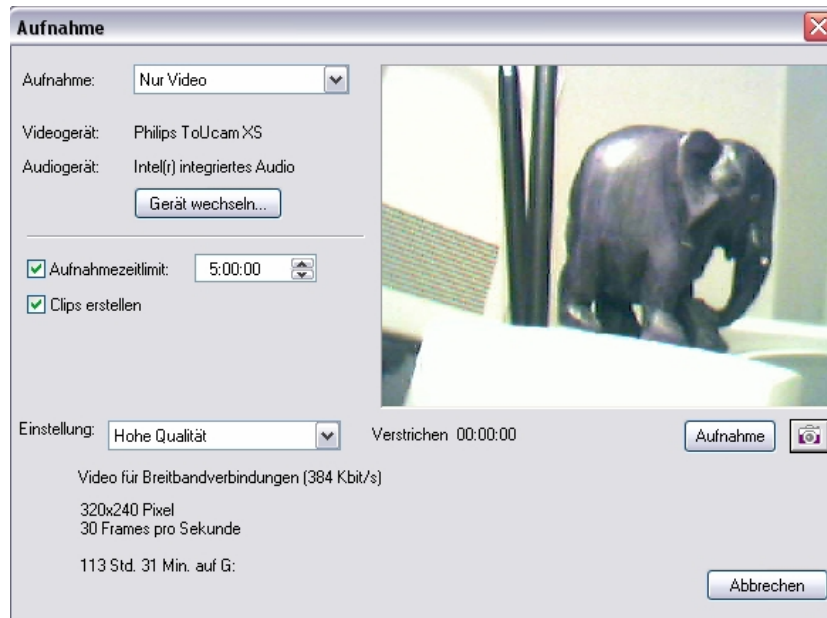 Aufnahme
Aufnahme: Nur Video
Videogerät: Philips ToUcam XS
Audiogerät: Intel(r) integriertes Audio
Gerät wechseln...
Aufnahmezeitlimit: 5:00:00
Clips erstellen
Einstellung: Hohe Qualität Verstrichen 00:00:00 Aufnahme
Video für Breitbandverbindungen (384 Kbit/s)
320x240 Pixel
30 Frames pro Sekunde
113 Std. 31 Min. auf G:
Abbrechen